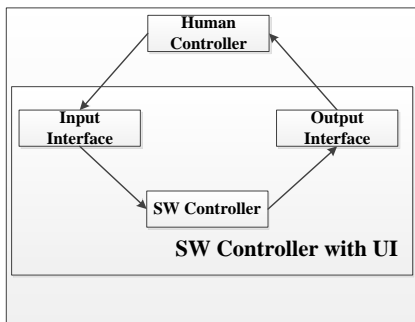 Human
Controller
Input
Interface
Output
Interface
SW Controller
SW Controller with UI